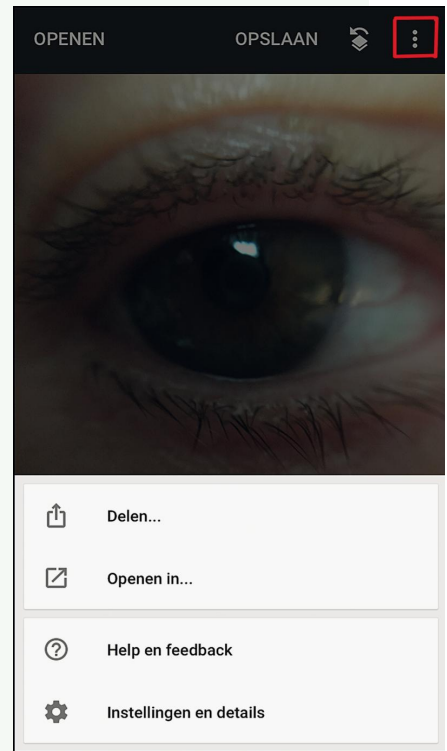 OPENEN OPSLAAN
Delen...
Openen in...
Help en feedback
Instellingen en details